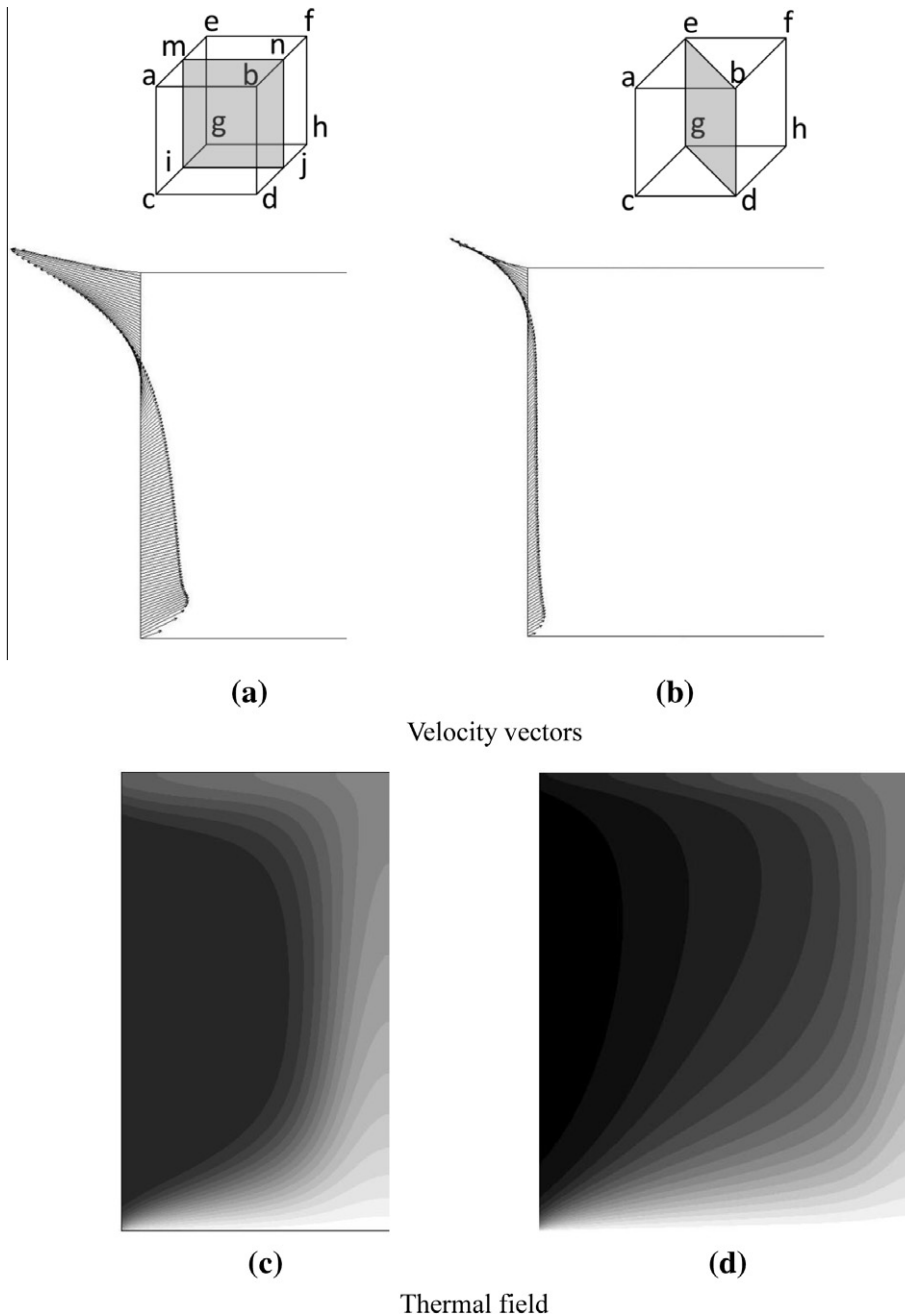 e f
m n
a b
g h
i j
c d
e f
a b
g h
c d
(a)
(b)
Velocity vectors
(c)
(d)
Thermal field